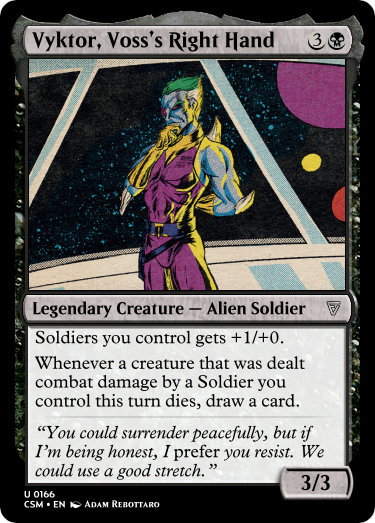 Vyktor, Voss's Right Hand 3
Legendary Creature — Alien Soldier
Soldiers you control gets +1/+0.
Whenever a creature that was dealt
combat damage by a Soldier you
control this turn dies, draw a card.
“You could surrender peacefully, but if
I'm being honest, I prefer you resist. We
could use a good stretch.”
3/3
U 0166
CSM • EN Adam Rebottaro